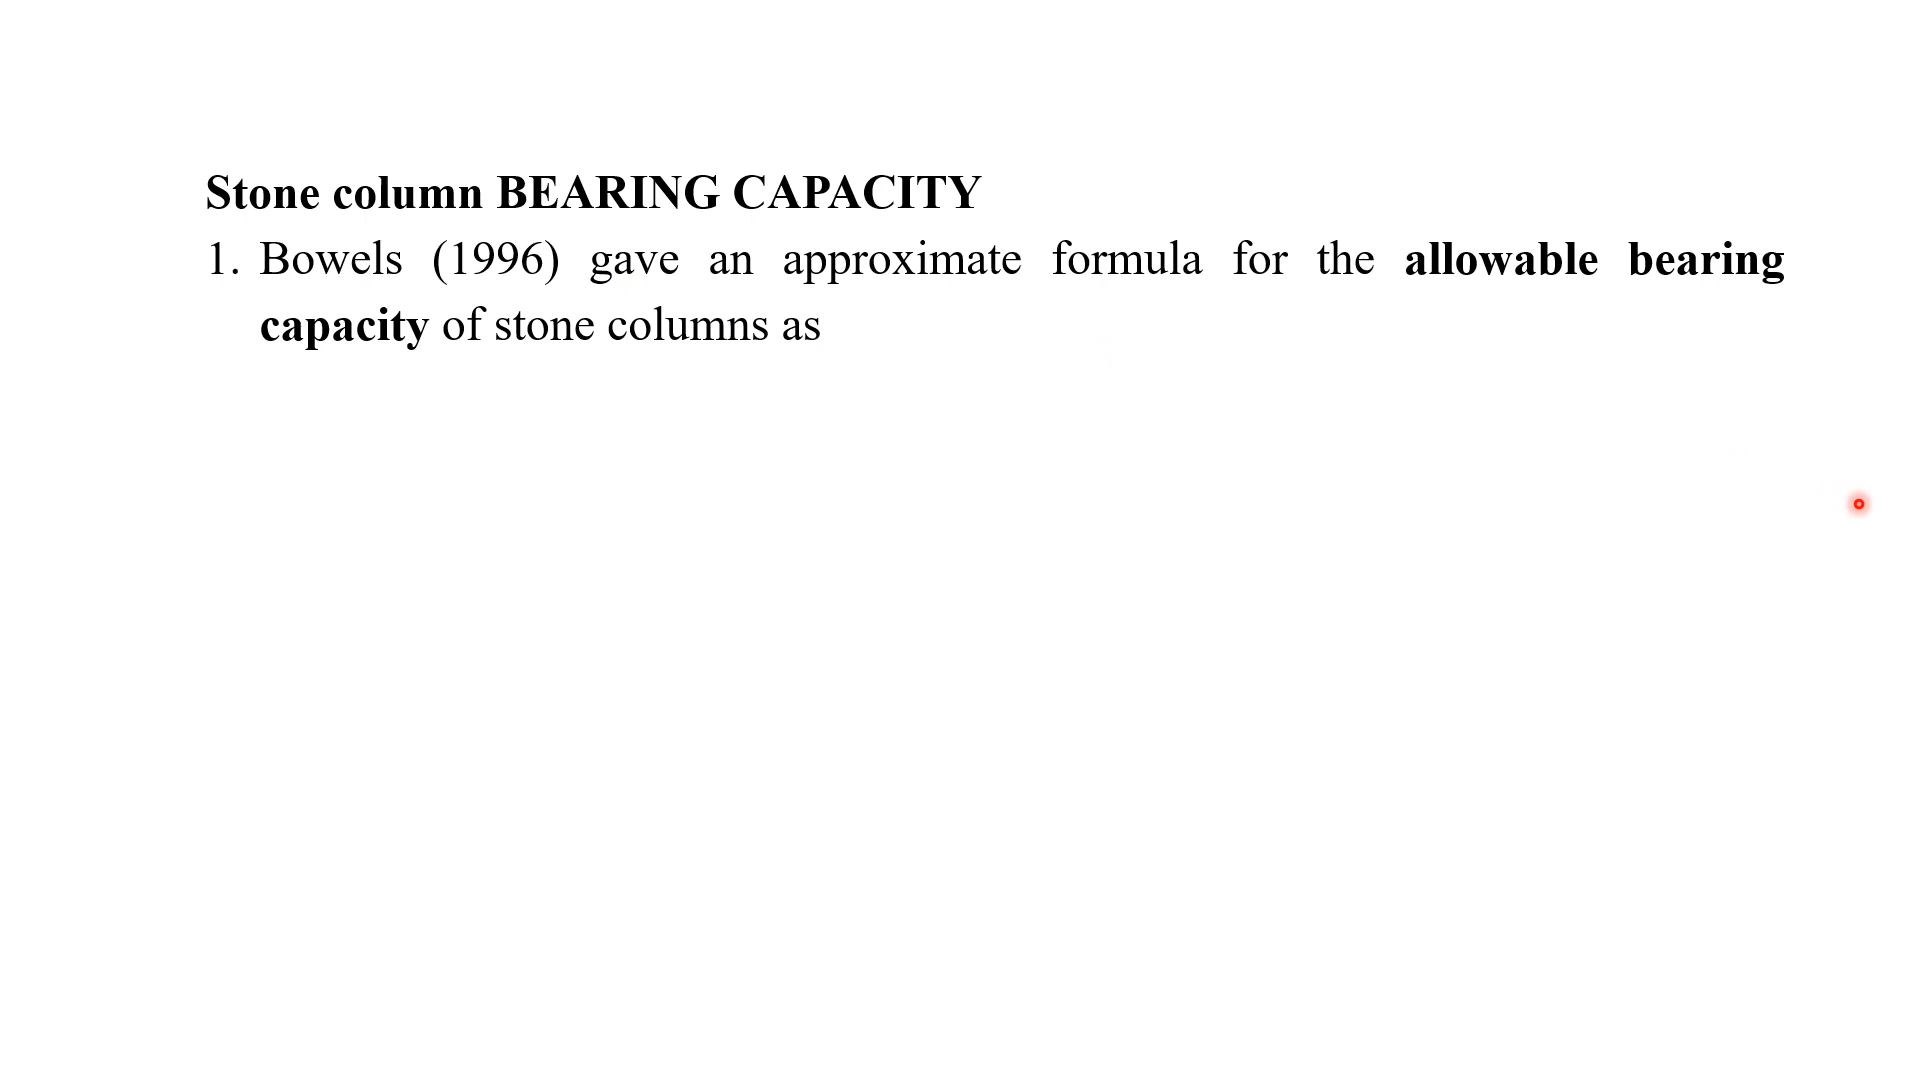 Stone column BEARING CAPACITY
1. Bowels (1996) gave an approximate formula for the allowable bearing
capacity of stone columns as